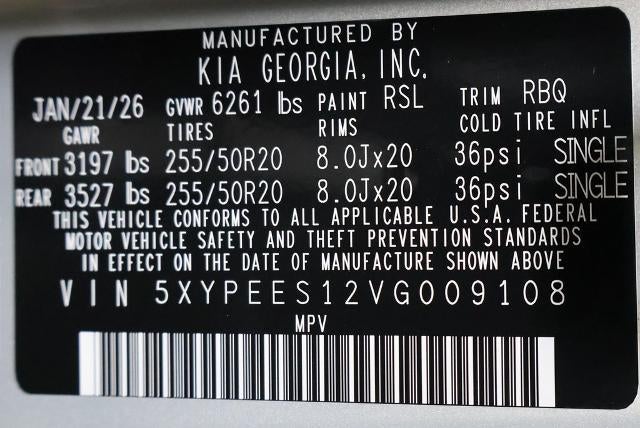 MANUFACTURED BY
KIA GEORGIA, INC.
JAN/21/26 GVWR 6261 lbs PAINT RSL TRIM RBQ
GAWR TIRES RIMS COLD TIRE INFL
FRONT 3197 lbs 255/50R20 8.0Jx20 36psi SINGLE
REAR 3527 lbs 255/50R20 8.0Jx20 36psi SINGLE
THIS VEHICLE CONFORMS TO ALL APPLICABLE U.S.A. FEDERAL
MOTOR VEHICLE SAFETY AND THEFT PREVENTION STANDARDS
IN EFFECT ON THE DATE OF MANUFACTURE SHOWN ABOVE
VIN 5XYPEES12VG009108
MPV